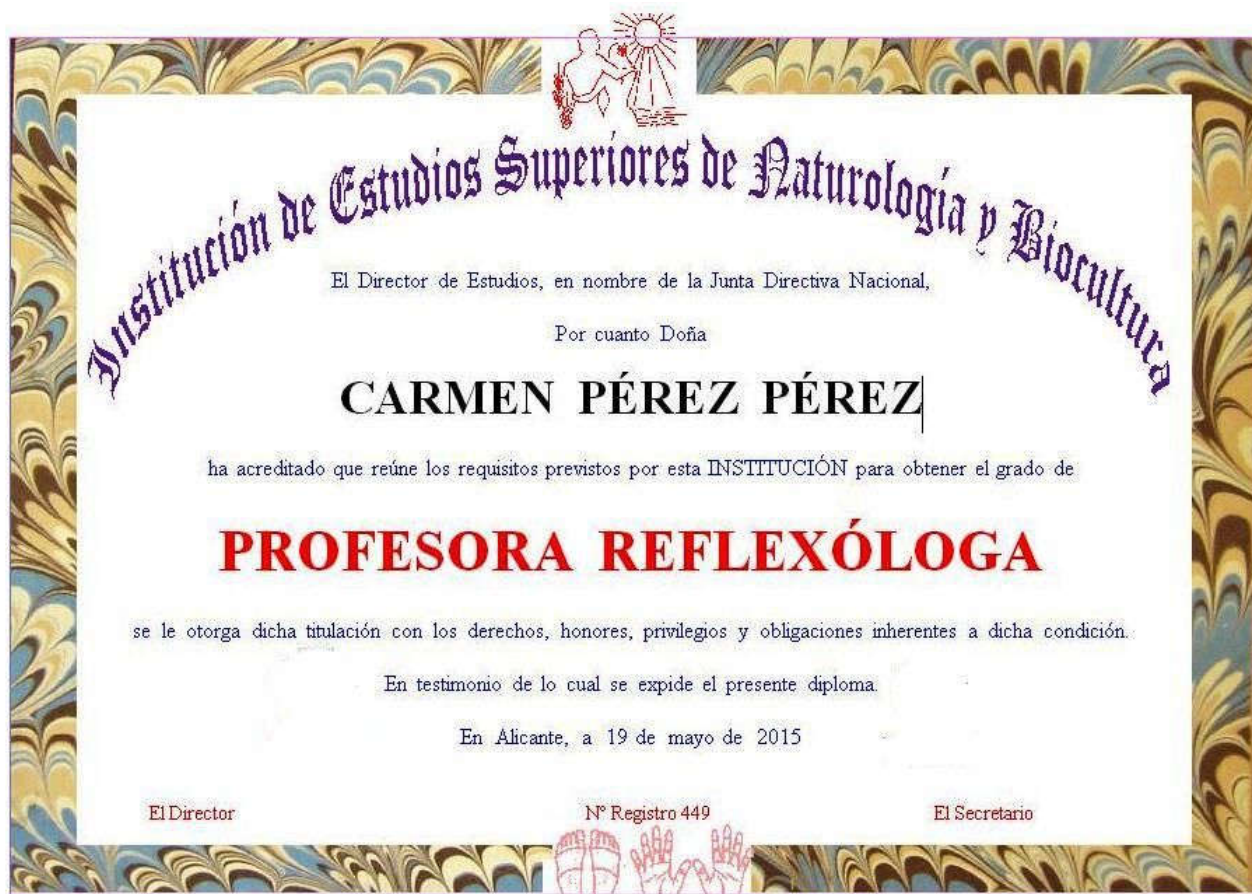 Institución de Estudios Superiores de Naturología y Biocultura
El Director de Estudios, en nombre de la Junta Directiva Nacional,
Por cuanto Doña
CARMEN PÉREZ PÉREZ
ha acreditado que reúne los requisitos previstos por esta INSTITUCIÓN para obtener el grado de
PROFESORA REFLEXÓLOGA
se le otorga dicha titulación con los derechos, honores, privilegios y obligaciones inherentes a dicha condición.
En testimonio de lo cual se expide el presente diploma.
En Alicante, a 19 de mayo de 2015
El Director Nº Registro 449 El Secretario